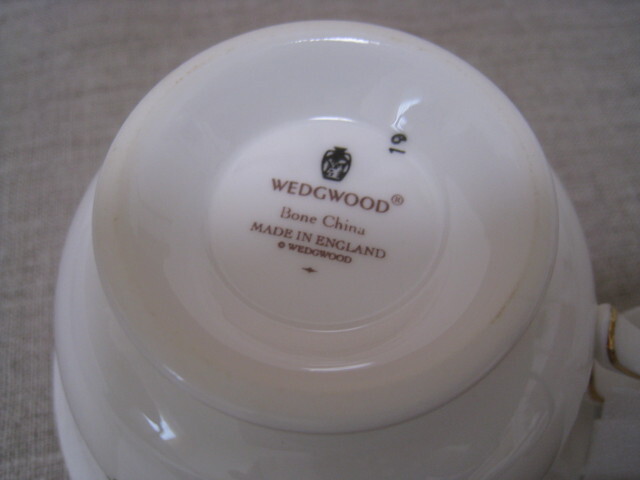 19
WEDGWOOD®
Bone China
MADE IN ENGLAND
© WEDGWOOD